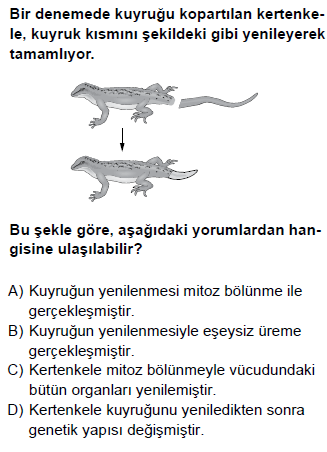 Bir denemede kuyruğu kopartılan kertenke-
le, kuyruk kısmını şekildeki gibi yenileyerek
tamamlıyor.
Bu şekle göre, aşağıdaki yorumlardan han-
gisine ulaşılabilir?
A) Kuyruğun yenilenmesi mitoz bölünme ile
gerçekleşmiştir.
B) Kuyruğun yenilenmesiyle eşeysiz üreme
gerçekleşmiştir.
C) Kertenkele mitoz bölünmeyle vücudundaki
bütün organları yenilemiştir.
D) Kertenkele kuyruğunu yeniledikten sonra
genetik yapısı değişmiştir.